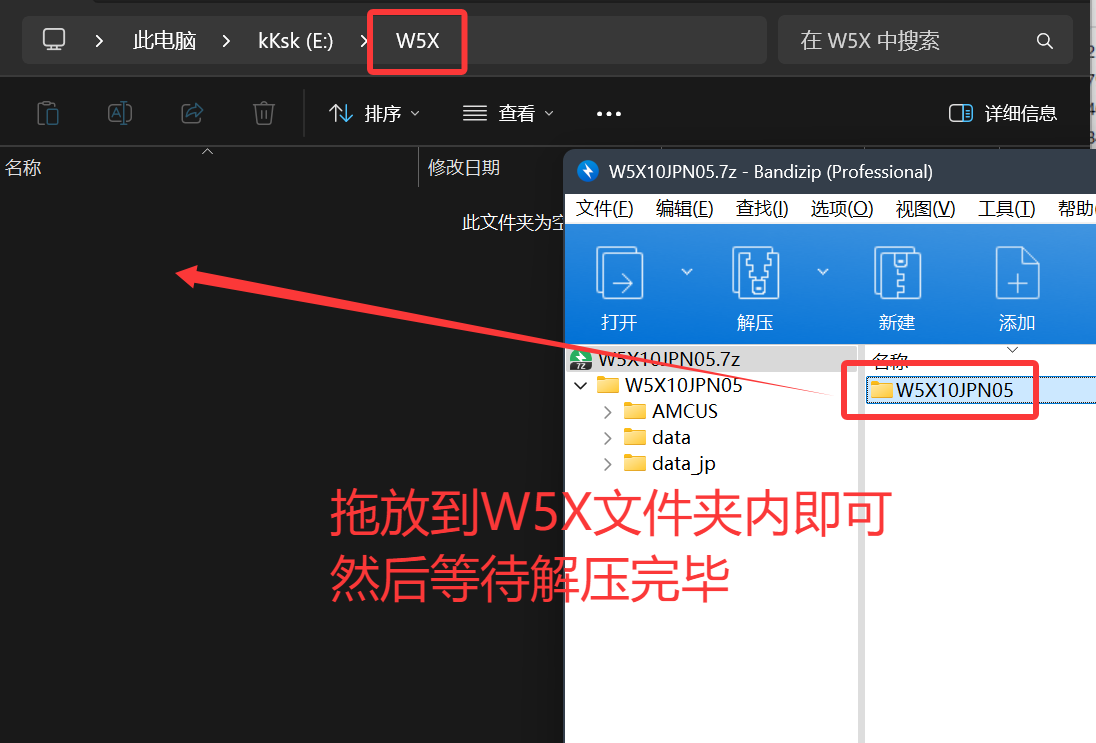 此电脑 kKsk (E:) W5X 在 W5X 中搜索
排序 查看 详细信息
名称 修改日期
此文件夹为空
W5X10JPN05.7z - Bandizip (Professional)
文件(F) 编辑(E) 查找(I) 选项(O) 视图(V) 工具(T) 帮助(
打开 解压 新建 添加
7Z W5X10JPN05.7z
名称
W5X10JPN05
W5X10JPN05
AMCUS
data
data_jp
拖放到W5X文件夹内即可
然后等待解压完毕